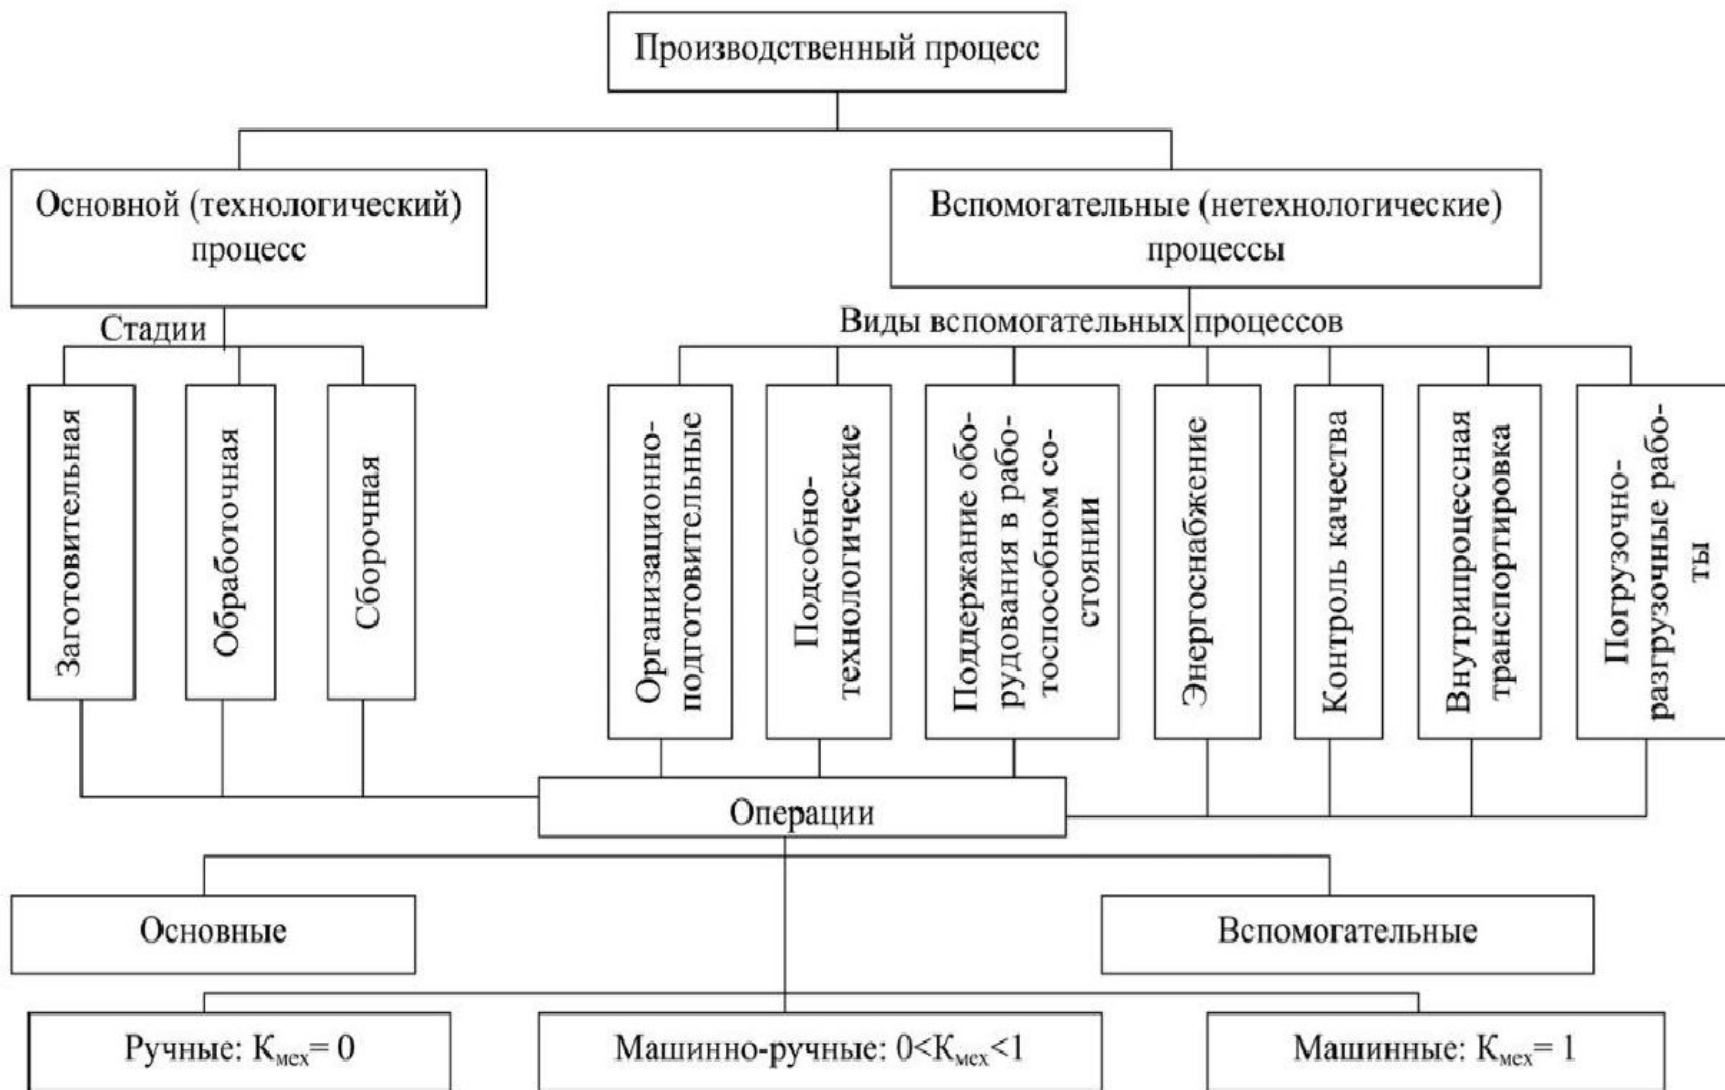 Производственный процесс
Основной (технологический)
процесс
Вспомогательные (нетехнологические)
процессы
Стадии
Виды вспомогательных процессов
Заготовительная
Обработочная
Сборочная
Организационно-
подготовительные
Подсобно-
технологические
Поддержание обо-
рудования в рабо-
тоспособном со-
стоянии
Энергоснабжение
Контроль качества
Внутрипроцессная
транспортировка
Погрузочно-
разгрузочные рабо-
ты
Операции
Основные
Вспомогательные
Ручные: Кмех= 0
Машинно-ручные: 0<Кмех<1
Машинные: Кмех= 1